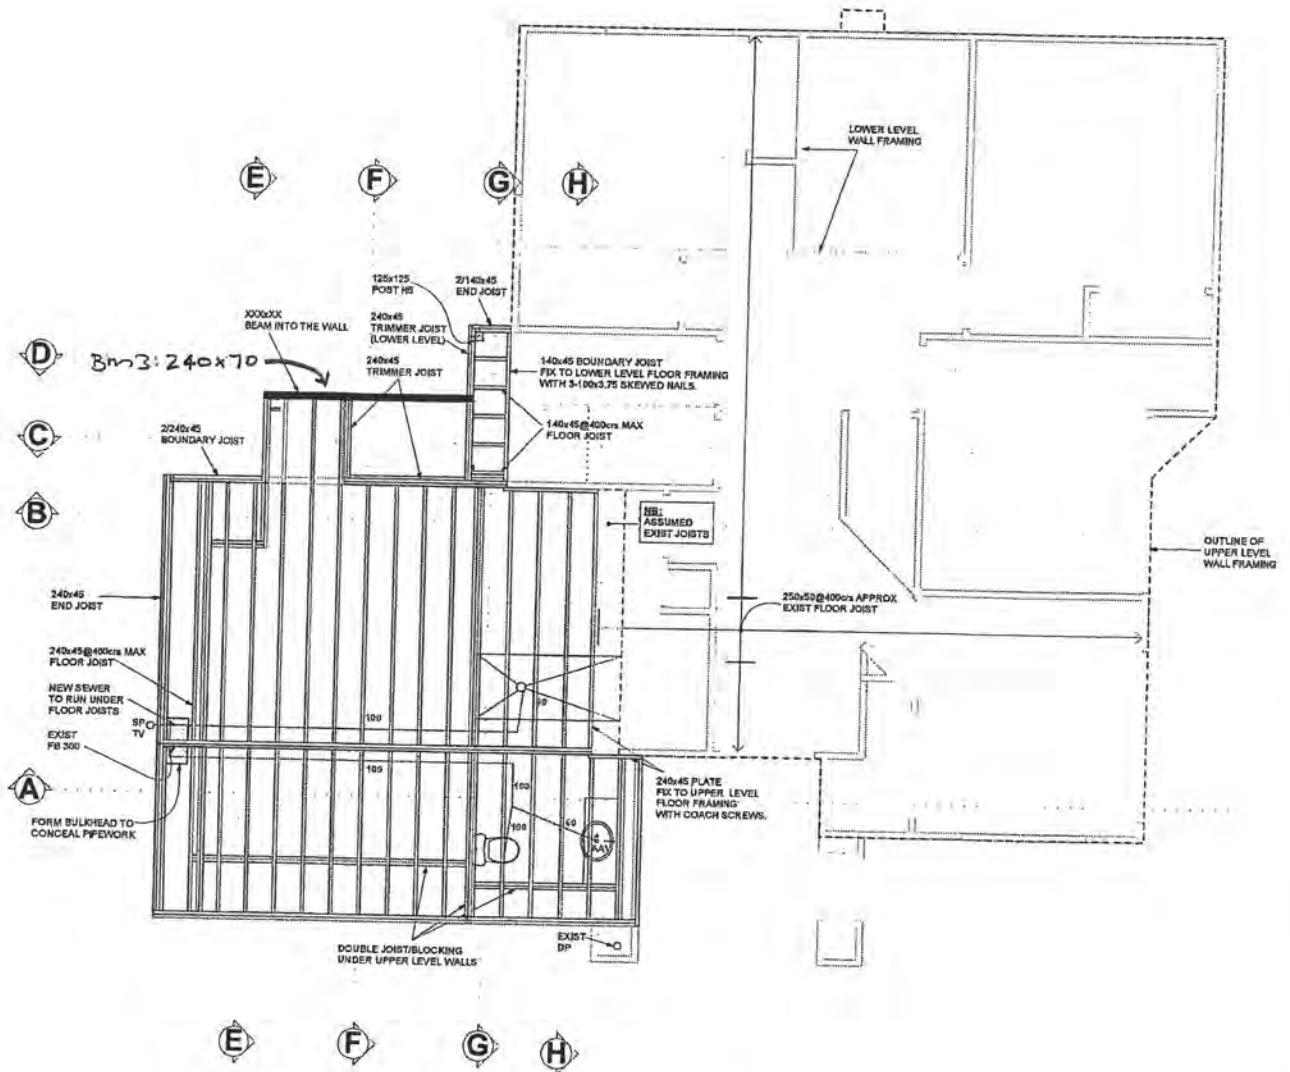 E
F
G
H
LOWER LEVEL
WALL FRAMING
125x125
POST H5
2/140x45
END JOIST
XXXxXX
BEAM INTO THE WALL
240x45
TRIMMER JOIST
(LOWER LEVEL)
D
Bm3: 240x70
240x45
TRIMMER JOIST
140x45 BOUNDARY JOIST
FIX TO LOWER LEVEL FLOOR FRAMING
WITH 3-100x3.75 SKEWED NAILS.
C
2/240x45
BOUNDARY JOIST
140x45@400crs MAX
FLOOR JOIST
B
NB:
ASSUMED
EXIST JOISTS
OUTLINE OF
UPPER LEVEL
WALL FRAMING
240x45
END JOIST
250x50@400crs APPROX
EXIST FLOOR JOIST
240x45@400crs MAX
FLOOR JOIST
NEW SEWER
TO RUN UNDER
FLOOR JOISTS
SP
TV
100
EXIST
FB 300
100
100
A
240x45 PLATE
FIX TO UPPER LEVEL
FLOOR FRAMING
WITH COACH SCREWS.
FORM BULKHEAD TO
CONCEAL PIPEWORK
100
AAV
DOUBLE JOIST/BLOCKING
UNDER UPPER LEVEL WALLS
EXIST
DP
E
F
G
H